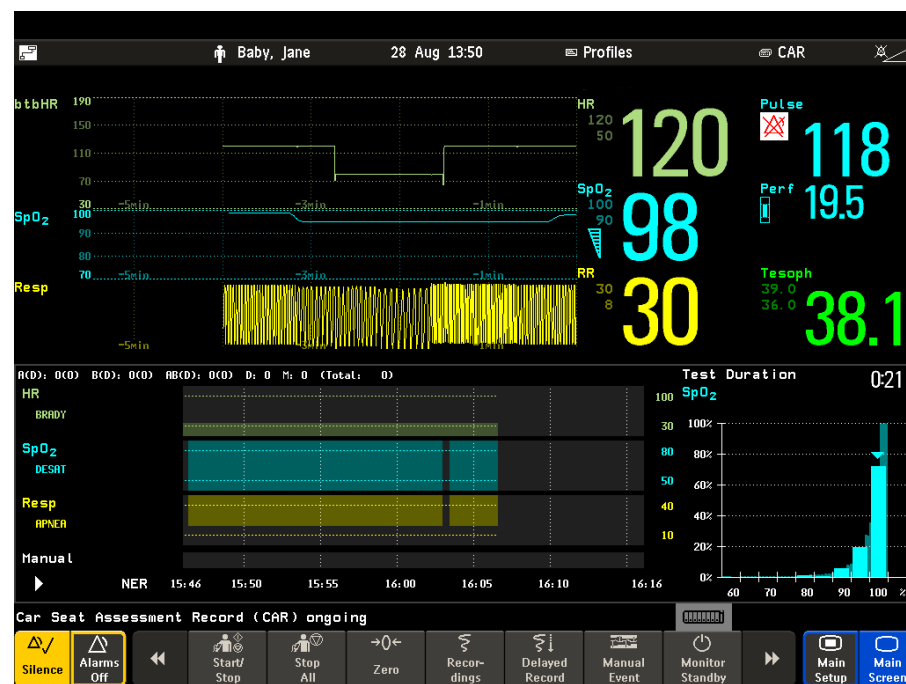 Baby, Jane 28 Aug 13:50 Profiles CAR
btbHR 190
150
110
70
30 -5min -3min -1min
HR
120
50
120
Pulse
118
SpO2 100
90
80
70 -5min -3min -1min
SpO2
100
90
98
Perf
19.5
Resp
-5min -3min -1min
RR
30
8
30
Tesoph
39.0
36.0
38.1
A(D): 0(0) B(D): 0(0) AB(D): 0(0) D: 0 M: 0 (Total: 0)
HR
BRADY
100
30
SpO2
DESAT
80
50
Resp
APNEA
40
10
Manual
NER 15:46 15:50 15:55 16:00 16:05 16:10 16:16
Test Duration 0:21
SpO2
100%
80%
60%
40%
20%
0%
60 70 80 90 100 %
Car Seat Assessment Record (CAR) ongoing
Silence
Alarms Off
Start/ Stop
Stop All
→0← Zero
Recor- dings
Delayed Record
Manual Event
Monitor Standby
Main Setup
Main Screen